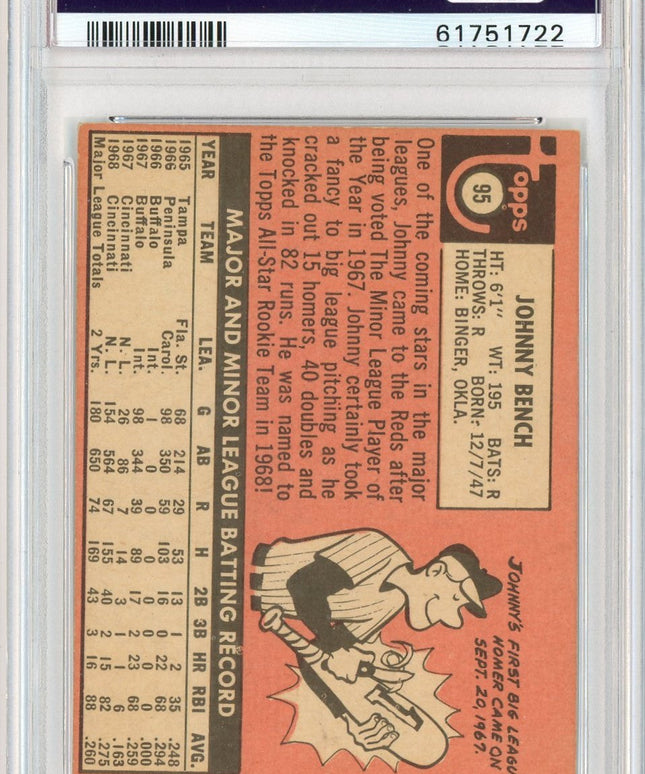 61751722
Topps
95
JOHNNY BENCH
HT: 6'1" WT: 195 BATS: R
THROWS: R BORN: 12/7/47
HOME: BINGER, OKLA.
One of the coming stars in the major
leagues, Johnny came to the Reds after
being voted The Minor League Player of
the Year in 1967. Johnny certainly took
a fancy to big league pitching as he
cracked out 15 homers, 40 doubles and
knocked in 82 runs. He was named to
the Topps All-Star Rookie Team in 1968!
JOHNNY'S FIRST BIG LEAGU
HOMER CAME ON
SEPT. 20, 1967.
MAJOR AND MINOR LEAGUE BATTING RECORD
YEAR TEAM LEA. G AB R H 2B 3B HR RBI AVG.
1965 Tampa Fla. St. 68 214 29 53 13 1 2 35 .248
1966 Peninsula Carol. 98 350 59 103 16 0 22 68 .294
1966 Buffalo Int. 1 0 0 0 0 0 0 0 .000
1967 Buffalo Int. 98 344 39 89 17 2 23 68 .259
1967 Cincinnati N. L. 26 86 7 14 3 1 1 6 .163
1968 Cincinnati N. L. 154 564 67 155 40 2 15 82 .275
Major League Totals 2 Yrs. 180 650 74 169 43 3 16 88 .260